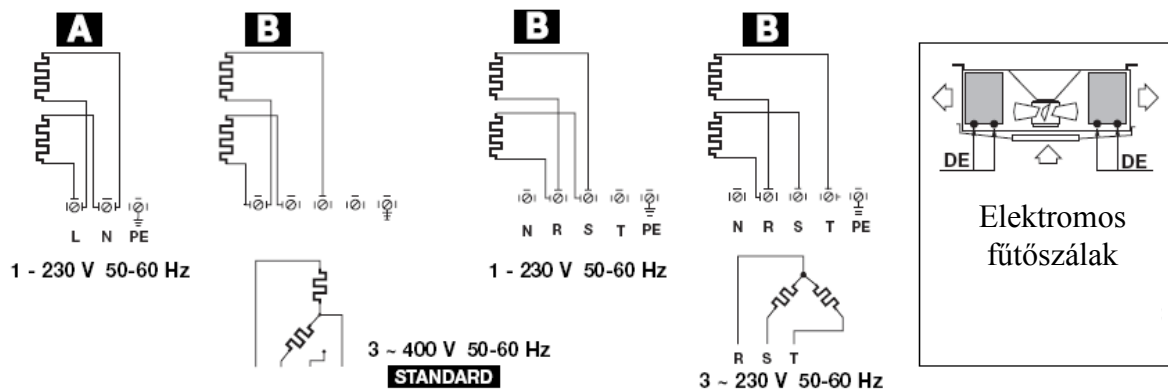 A
B
B
B
L N PE
N R S T PE
N R S T PE
1 - 230 V 50-60 Hz
1 - 230 V 50-60 Hz
3 ~ 400 V 50-60 Hz
STANDARD
R S T
3 ~ 230 V 50-60 Hz
DE DE
Elektromos
fűtőszálak